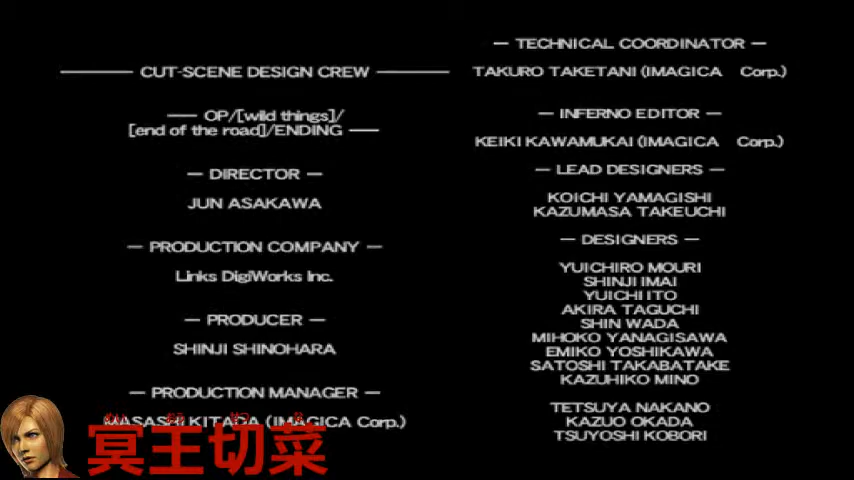 CUT-SCENE DESIGN CREW
— OP/[wild things]/
[end of the road]/ENDING —
— DIRECTOR —
JUN ASAKAWA
— PRODUCTION COMPANY —
Links DigiWorks Inc.
— PRODUCER —
SHINJI SHINOHARA
— PRODUCTION MANAGER —
MASASHI KITADA (IMAGICA Corp.)
冥王切菜
— TECHNICAL COORDINATOR —
TAKURO TAKETANI (IMAGICA Corp.)
— INFERNO EDITOR —
KEIKI KAWAMUKAI (IMAGICA Corp.)
— LEAD DESIGNERS —
KOICHI YAMAGISHI
KAZUMASA TAKEUCHI
— DESIGNERS —
YUICHIRO MOURI
SHINJI IMAI
YUICHI ITO
AKIRA TAGUCHI
SHIN WADA
MIHOKO YANAGISAWA
EMIKO YOSHIKAWA
SATOSHI TAKABATAKE
KAZUHIKO MINO
TETSUYA NAKANO
KAZUO OKADA
TSUYOSHI KOBORI